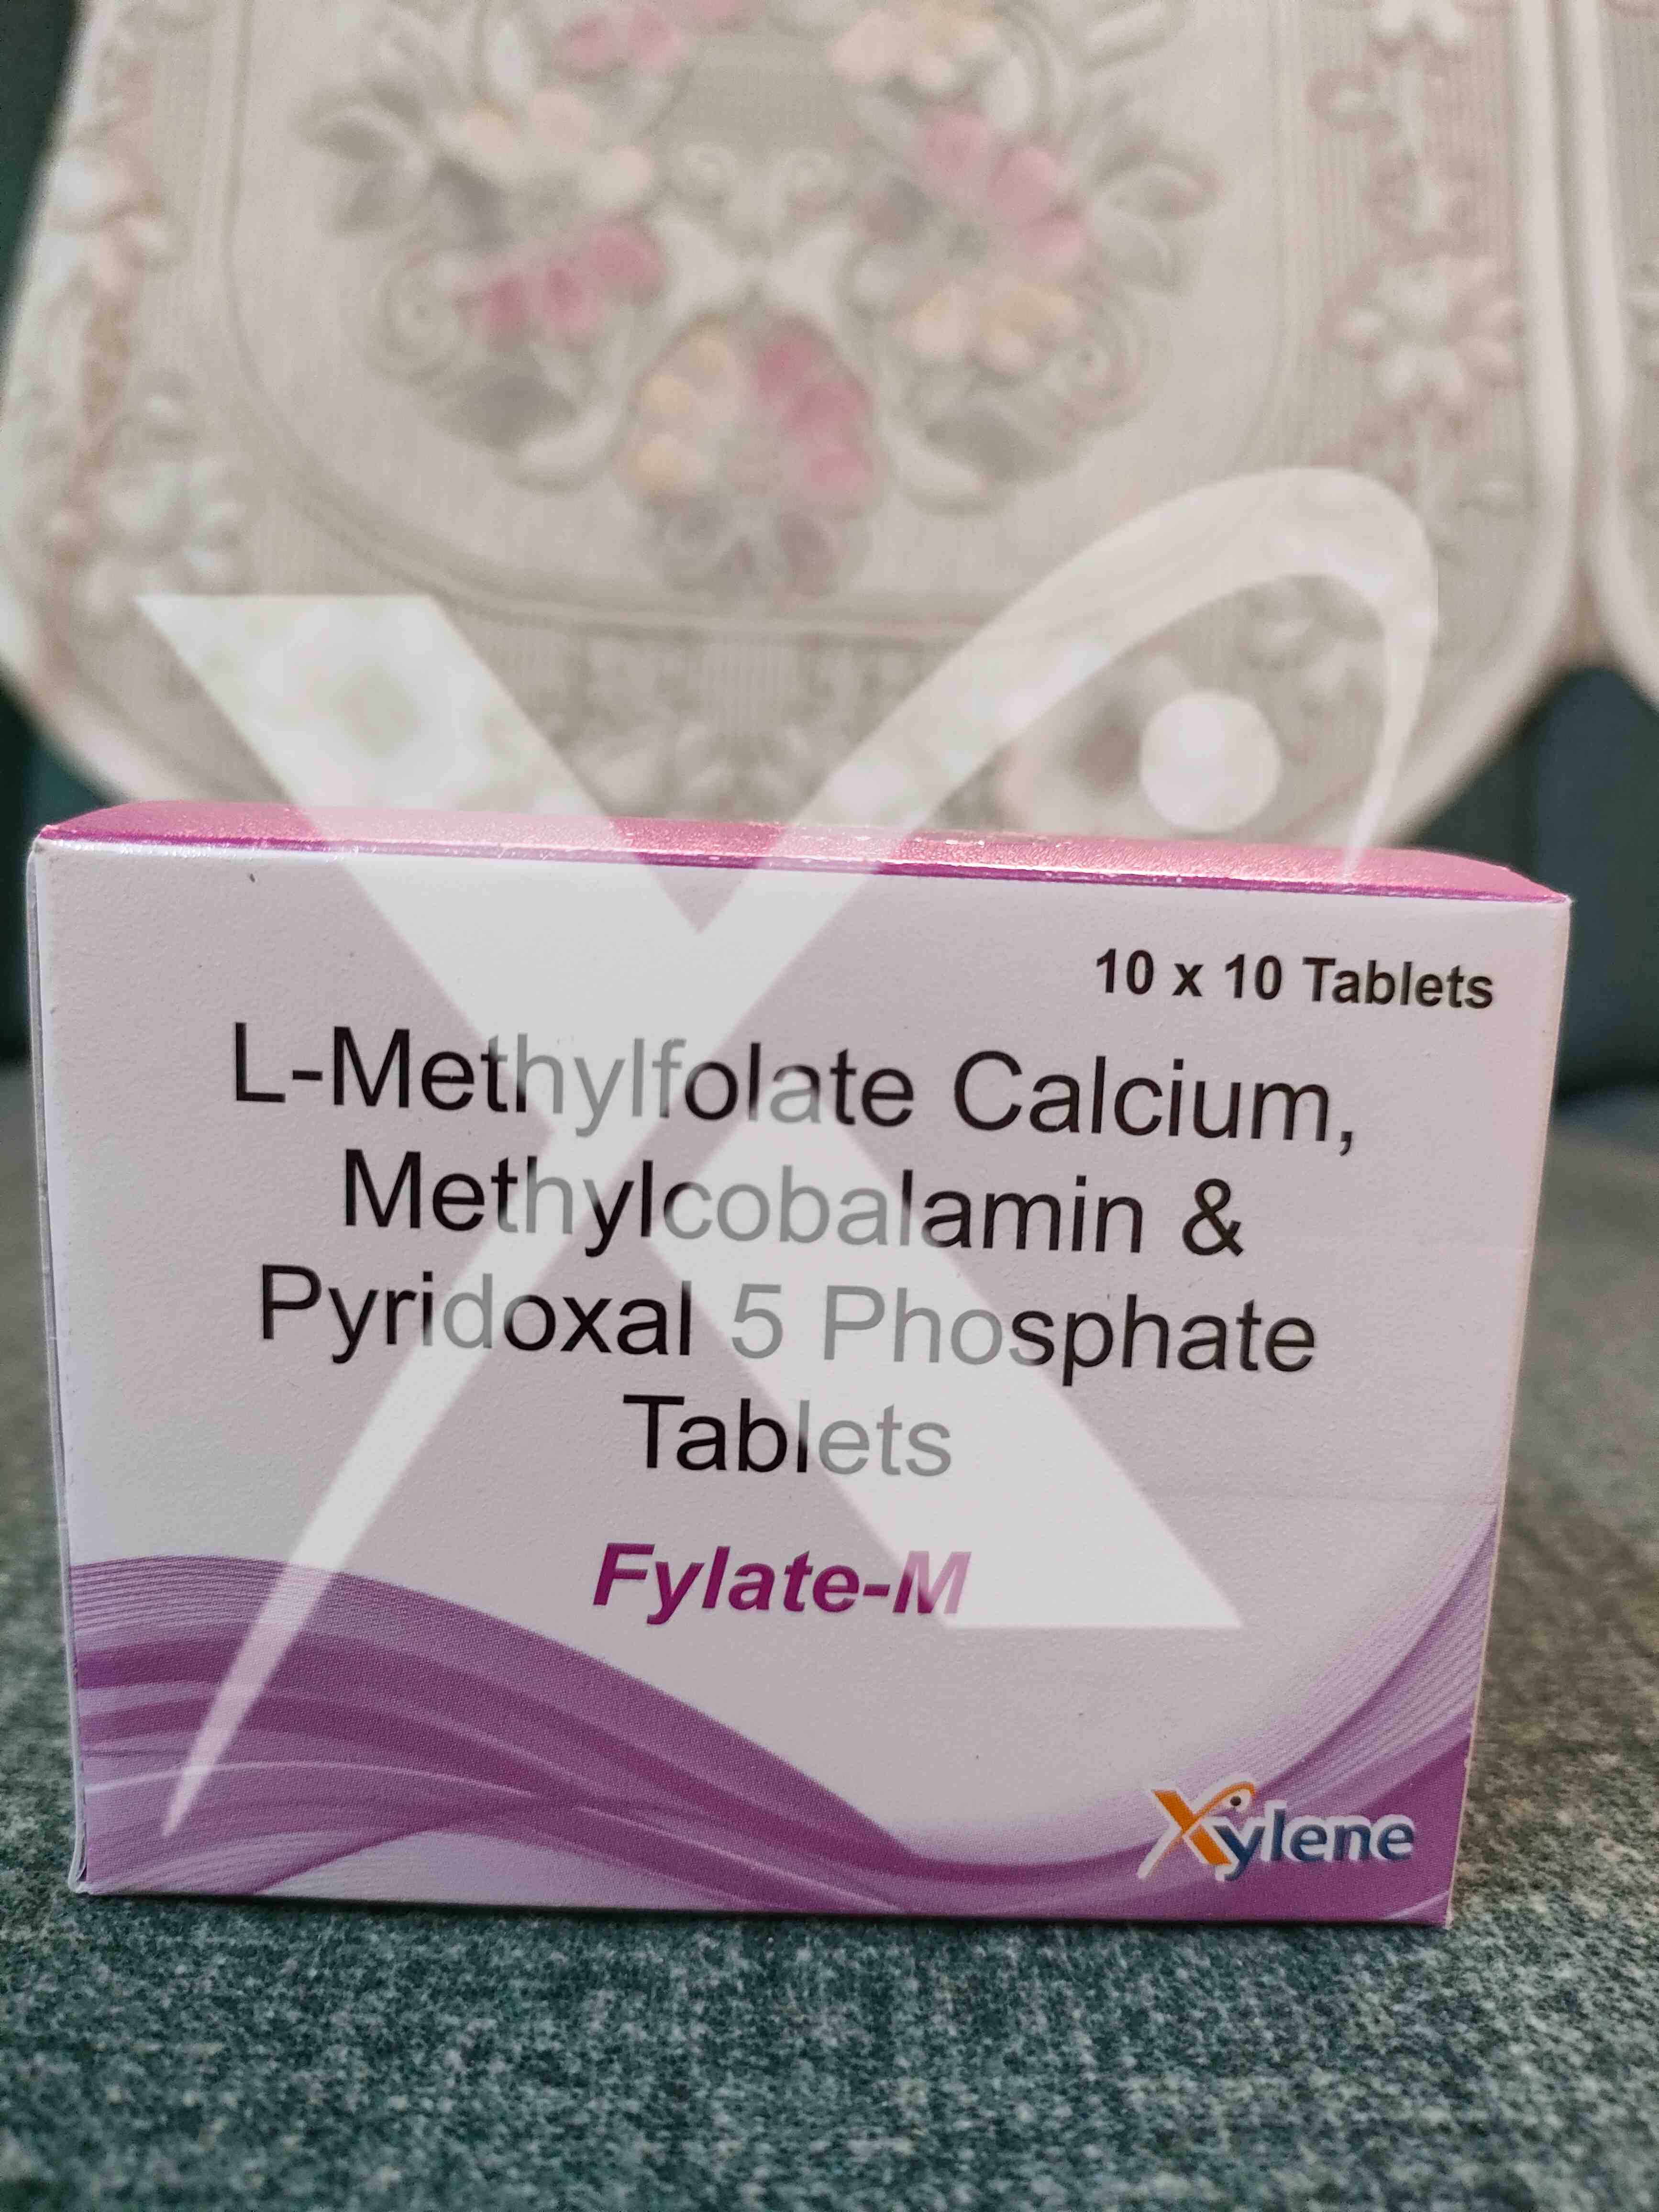 10 x 10 Tablets
L-Methylfolate Calcium,
Methylcobalamin &
Pyridoxal 5 Phosphate
Tablets
Fylate-M
Xylene